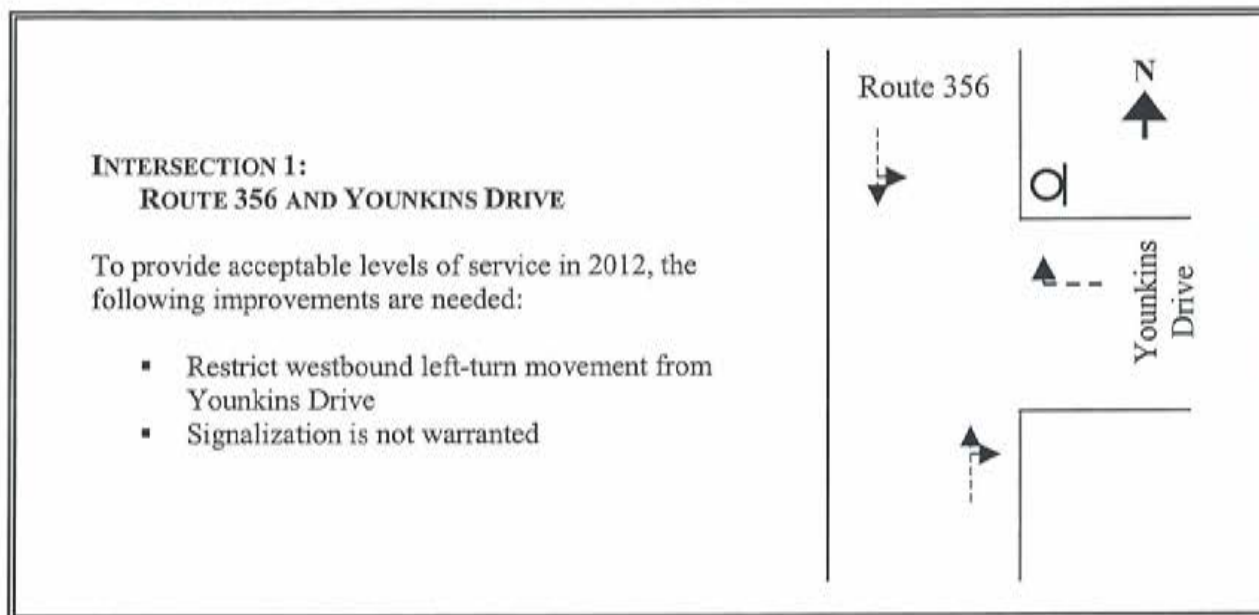 INTERSECTION 1:
ROUTE 356 AND YOUNKINS DRIVE
To provide acceptable levels of service in 2012, the
following improvements are needed:
▪ Restrict westbound left-turn movement from
Younkins Drive
▪ Signalization is not warranted
Route 356
N
Younkins
Drive